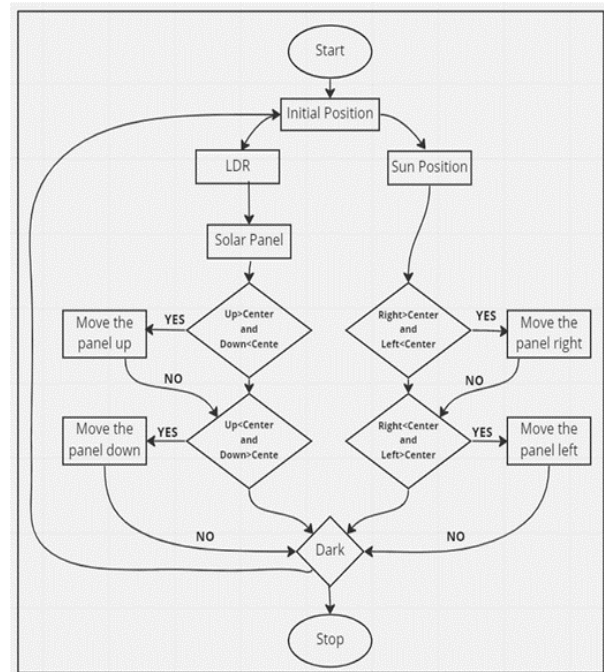 Start
Initial Position
LDR
Sun Position
Solar Panel
Up>Center
and
Down<Cente
YES
Move the
panel up
NO
Right>Center
and
Left<Center
YES
Move the
panel right
NO
Up<Center
and
Down>Cente
YES
Move the
panel down
NO
Right<Center
and
Left>Center
YES
Move the
panel left
NO
Dark
Stop